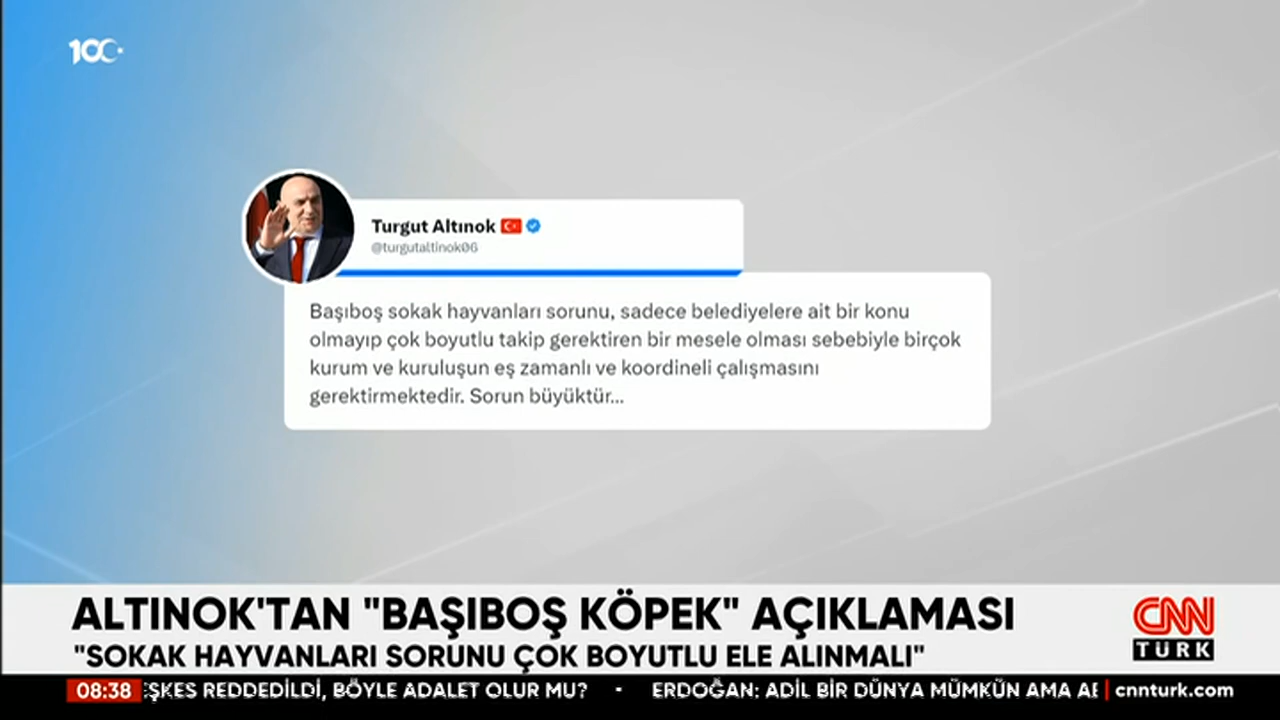 100
Turgut Altınok
@turgutaltinok06
Başıboş sokak hayvanları sorunu, sadece belediyelere ait bir konu
olmayıp çok boyutlu takip gerektiren bir mesele olması sebebiyle birçok
kurum ve kuruluşun eş zamanlı ve koordineli çalışmasını
gerektirmektedir. Sorun büyüktür...
ALTINOK'TAN "BAŞIBOŞ KÖPEK" AÇIKLAMASI
"SOKAK HAYVANLARI SORUNU ÇOK BOYUTLU ELE ALINMALI"
CNN
TÜRK
08:38 EŞKES REDDEDİLDİ, BÖYLE ADALET OLUR MU? · ERDOĞAN: ADİL BİR DÜNYA MÜMKÜN AMA cnnturk.com